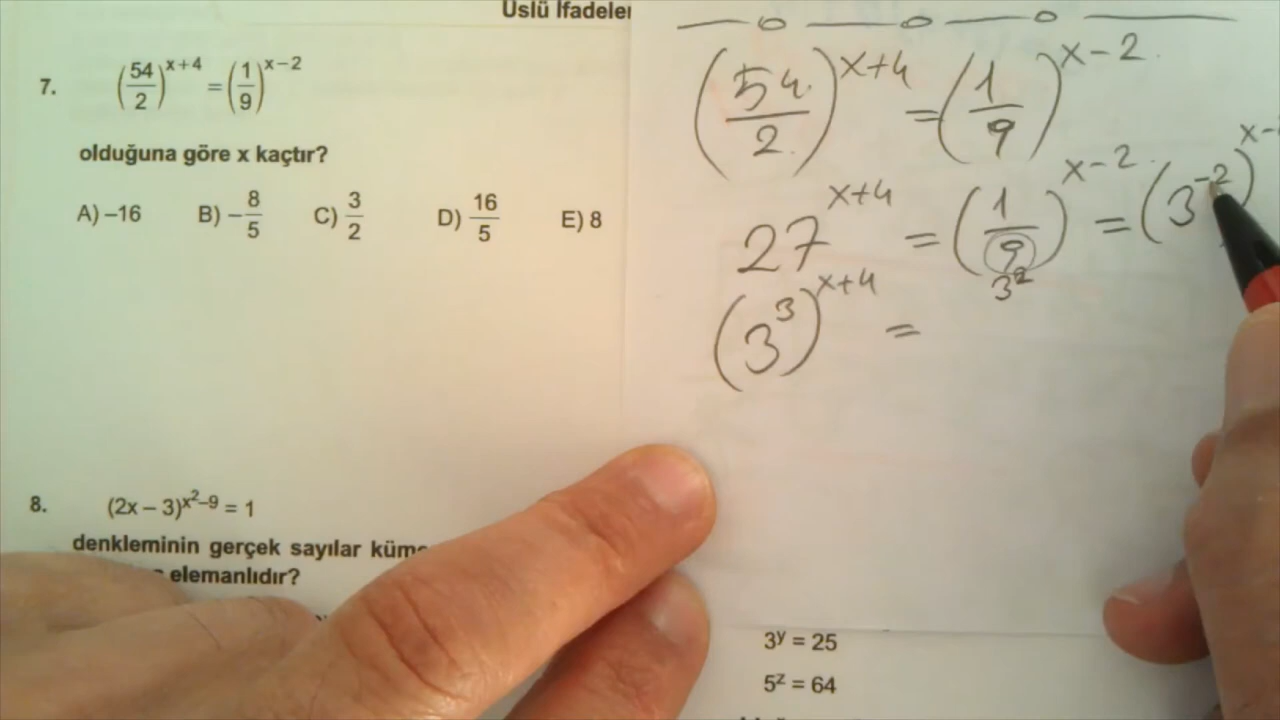 Üslü İfadeler
7. (54/2)^(x+4) = (1/9)^(x–2)
olduğuna göre x kaçtır?
A) –16 B) –8/5 C) 3/2 D) 16/5 E) 8
8. (2x – 3)^(x²–9) = 1
denkleminin gerçek sayılar
elemanlıdır?
(54/2)^(x+4) = (1/9)^(x-2)
27^(x+4) = (1/9)^(x-2) = (3^-2)^x-
3²
(3³)^(x+4) =
3^y = 25
5^z = 64